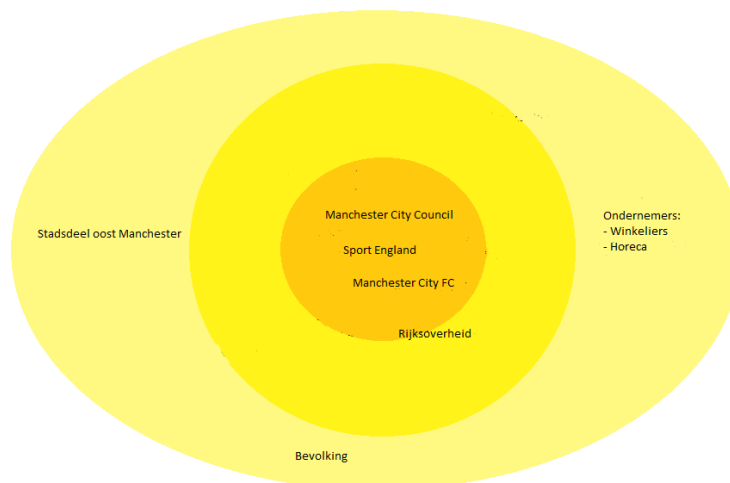 Manchester City Council
Ondernemers:
Stadsdeel oost Manchester
- Winkeliers
Sport England
- Horeca
Manchester City FC
Rijksoverheid
Bevolking